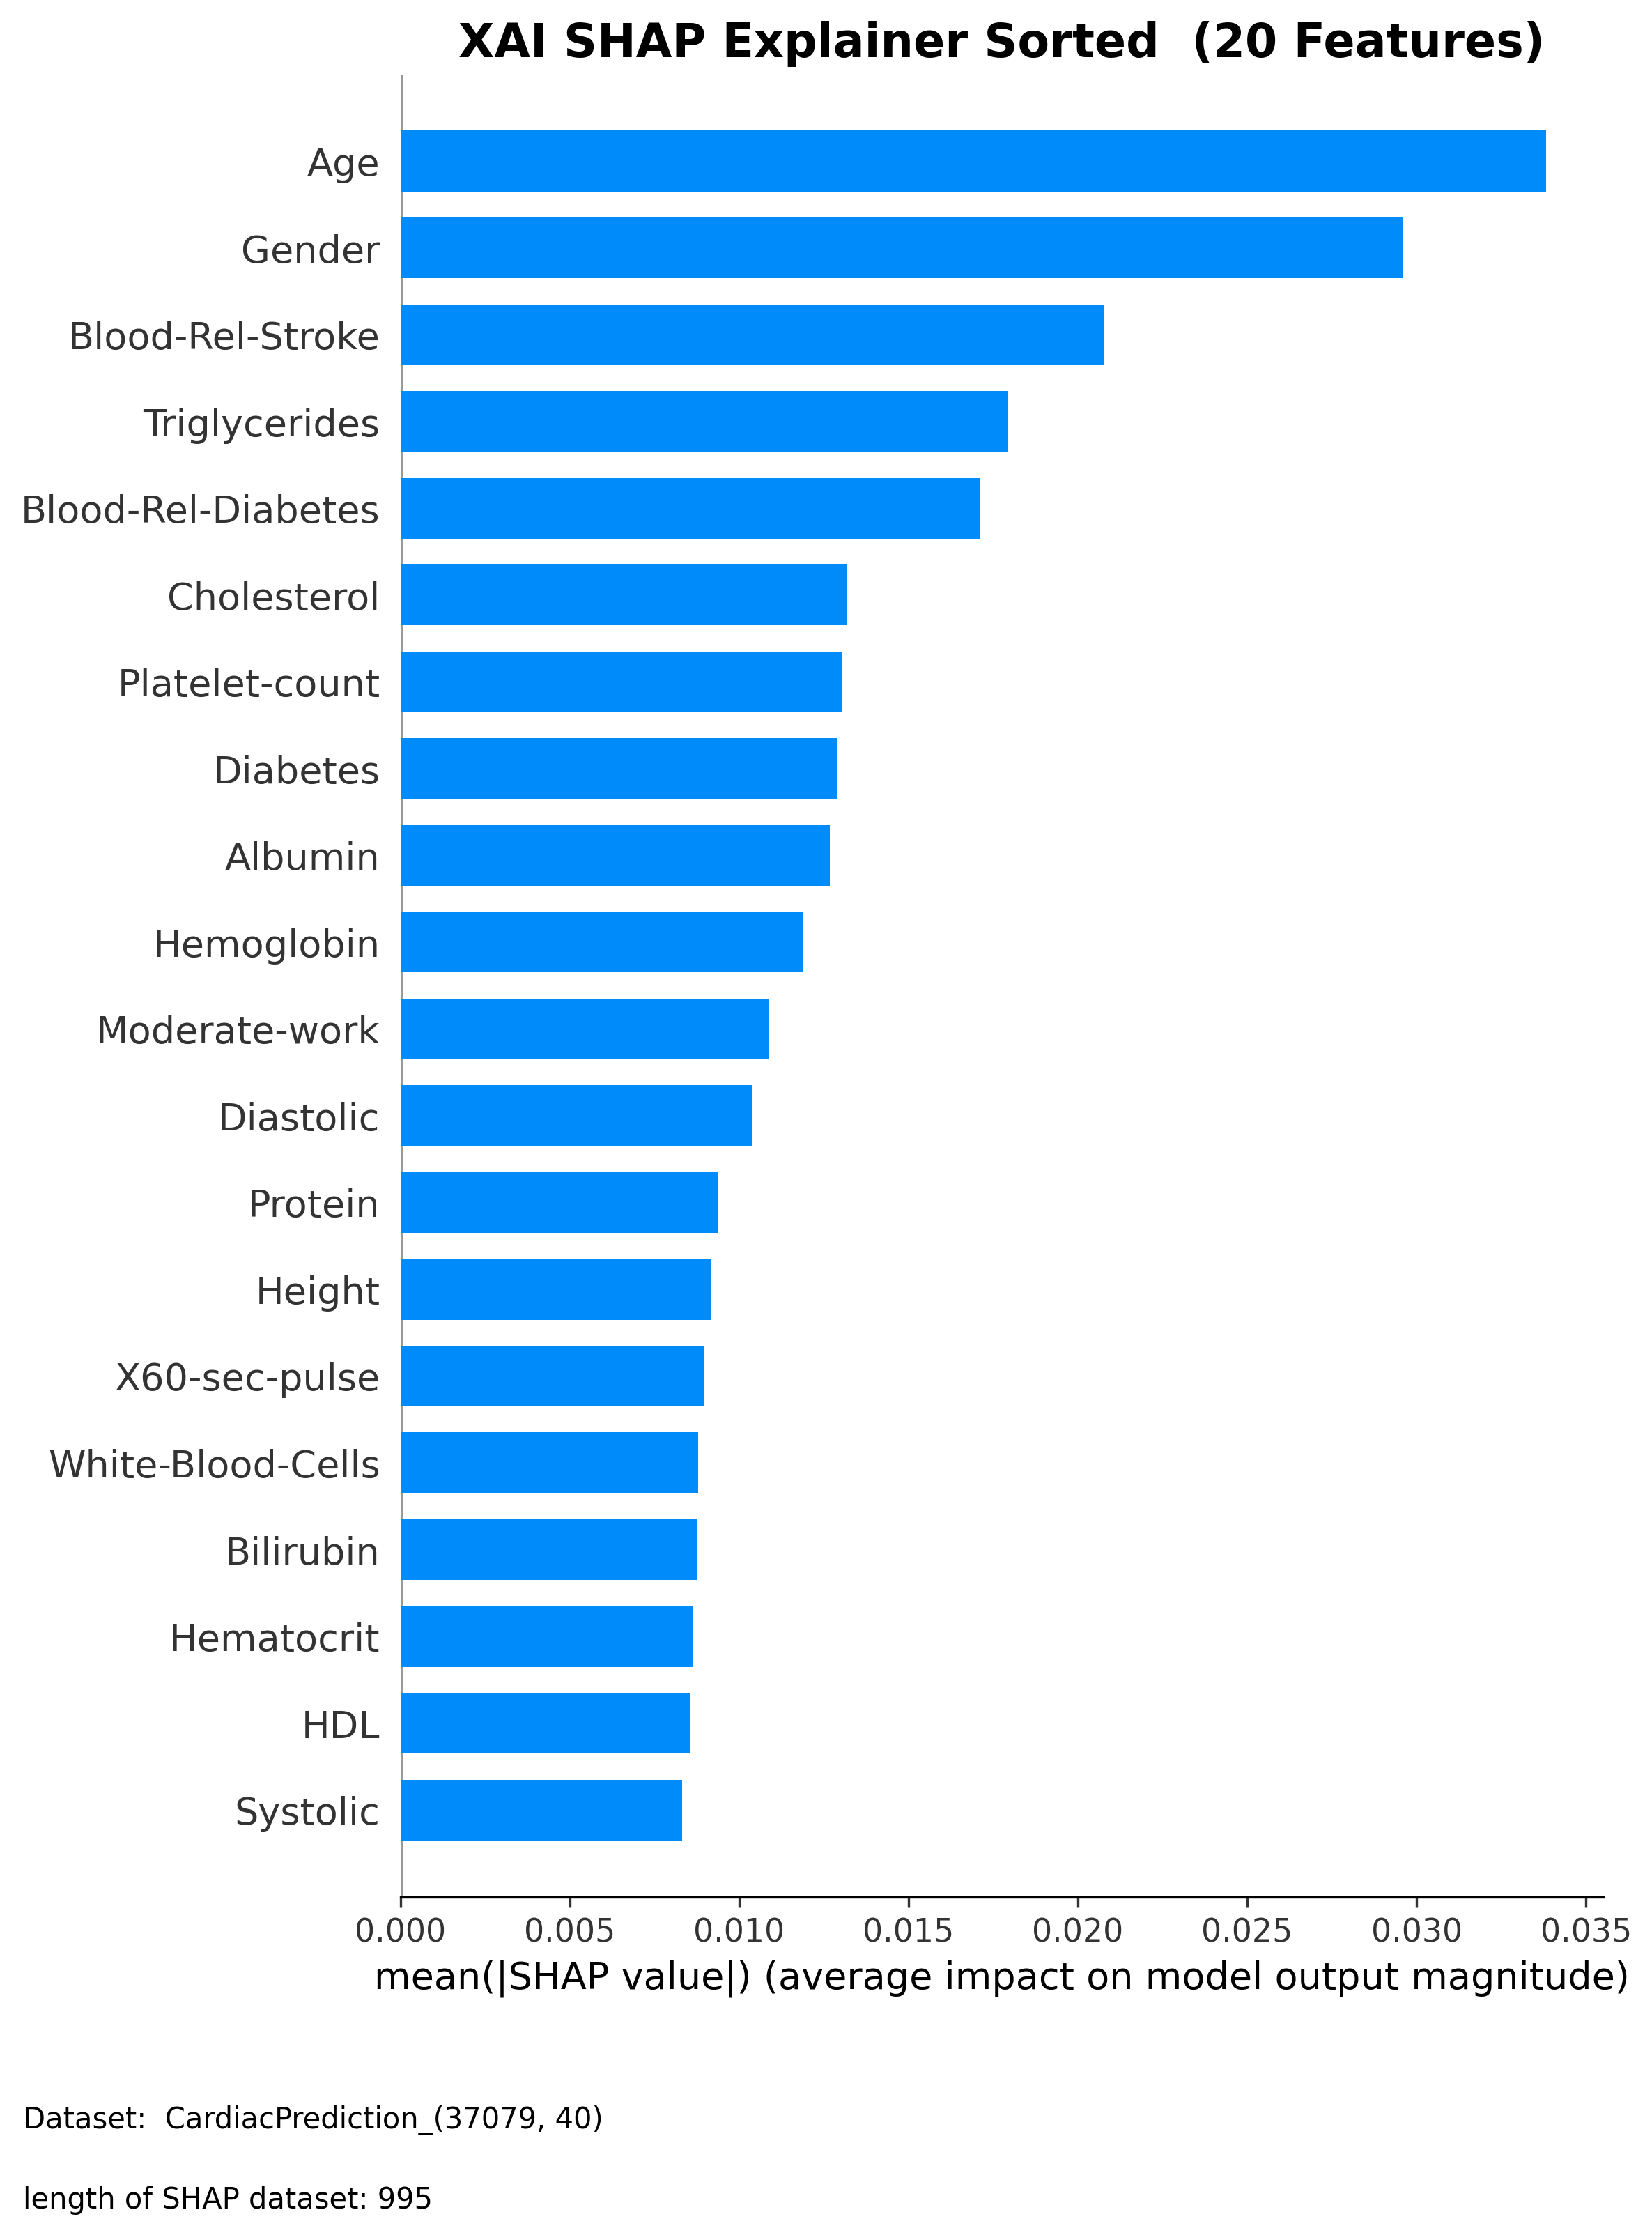 XAI SHAP Explainer Sorted  (20 Features)
Age
Gender
Blood-Rel-Stroke
Triglycerides
Blood-Rel-Diabetes
Cholesterol
Platelet-count
Diabetes
Albumin
Hemoglobin
Moderate-work
Diastolic
Protein
Height
X60-sec-pulse
White-Blood-Cells
Bilirubin
Hematocrit
HDL
Systolic
0.000 0.005 0.010 0.015 0.020 0.025 0.030 0.035
mean(|SHAP value|) (average impact on model output magnitude)
Dataset:  CardiacPrediction_(37079, 40)
length of SHAP dataset: 995